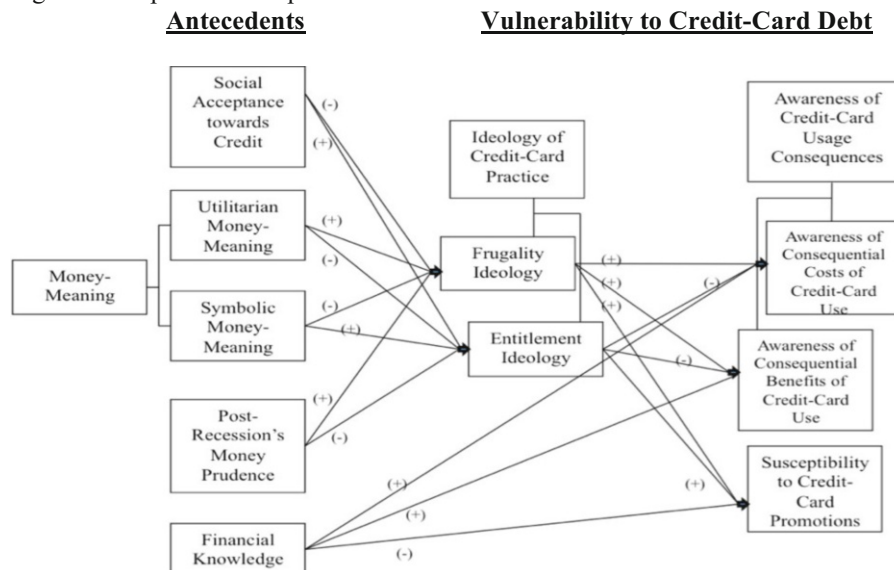 Antecedents
Vulnerability to Credit-Card Debt
Social
Acceptance
towards
Credit
(-)
(+)
Awareness of
Credit-Card
Usage
Consequences
Ideology of
Credit-Card
Practice
Utilitarian
Money-
Meaning
(+)
(-)
Money-
Meaning
Frugality
Ideology
(+)
(+)
(+)
(-)
Awareness of
Consequential
Costs of
Credit-Card
Use
Symbolic
Money-
Meaning
(-)
(+)
Entitlement
Ideology
(-)
Awareness of
Consequential
Benefits of
Credit-Card
Use
Post-
Recession's
Money
Prudence
(+)
(-)
Susceptibility
to Credit-
Card
Promotions
(+)
(+)
(+)
(-)
Financial
Knowledge